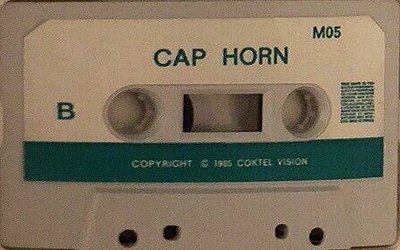 M05
CAP HORN
B
COPYRIGHT © 1985 COKTEL VISION